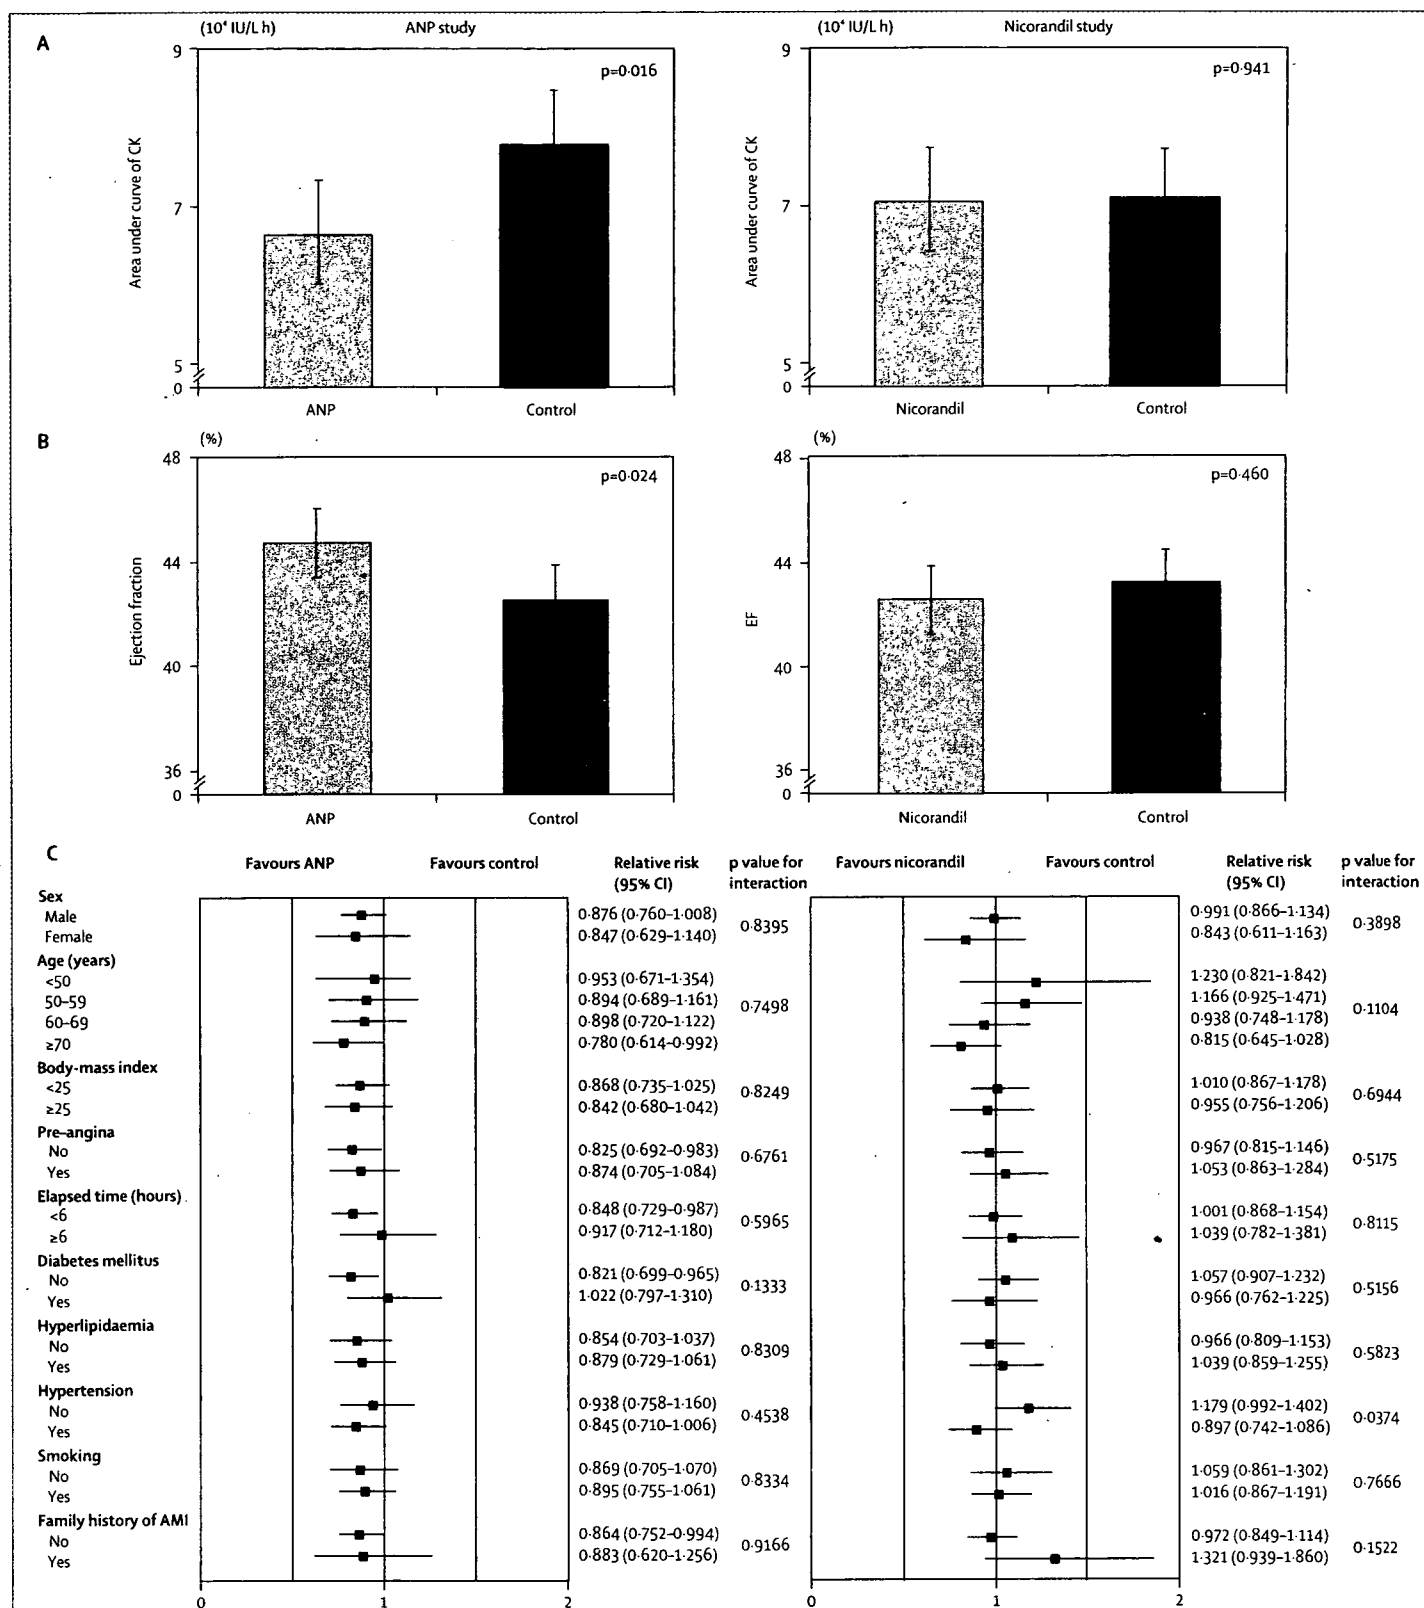 A (10⁴ IU/L h) ANP study (10⁴ IU/L h) Nicorandil study
9 p=0·016 9 p=0·941
Area under curve of CK Area under curve of CK
7 7
5 5
0 0
ANP Control Nicorandil Control
B (%) (%)
48 p=0·024 48 p=0·460
44 44
Ejection fraction EF
40 40
36 36
0 0
ANP Control Nicorandil Control
C Favours ANP Favours control Relative risk p value for Favours nicorandil Favours control Relative risk p value for
(95% CI) interaction (95% CI) interaction
Sex
Male 0·876 (0·760–1·008) 0·991 (0·866–1·134)
0·8395 0·3898
Female 0·847 (0·629–1·140) 0·843 (0·611–1·163)
Age (years)
<50 0·953 (0·671–1·354) 1·230 (0·821–1·842)
50–59 0·894 (0·689–1·161) 1·166 (0·925–1·471)
0·7498 0·1104
60–69 0·898 (0·720–1·122) 0·938 (0·748–1·178)
≥70 0·780 (0·614–0·992) 0·815 (0·645–1·028)
Body-mass index
<25 0·868 (0·735–1·025) 1·010 (0·867–1·178)
0·8249 0·6944
≥25 0·842 (0·680–1·042) 0·955 (0·756–1·206)
Pre–angina
No 0·825 (0·692–0·983) 0·967 (0·815–1·146)
0·6761 0·5175
Yes 0·874 (0·705–1·084) 1·053 (0·863–1·284)
Elapsed time (hours)
<6 0·848 (0·729–0·987) 1·001 (0·868–1·154)
0·5965 0·8115
≥6 0·917 (0·712–1·180) 1·039 (0·782–1·381)
Diabetes mellitus
No 0·821 (0·699–0·965) 1·057 (0·907–1·232)
0·1333 0·5156
Yes 1·022 (0·797–1·310) 0·966 (0·762–1·225)
Hyperlipidaemia
No 0·854 (0·703–1·037) 0·966 (0·809–1·153)
0·8309 0·5823
Yes 0·879 (0·729–1·061) 1·039 (0·859–1·255)
Hypertension
No 0·938 (0·758–1·160) 1·179 (0·992–1·402)
0·4538 0·0374
Yes 0·845 (0·710–1·006) 0·897 (0·742–1·086)
Smoking
No 0·869 (0·705–1·070) 1·059 (0·861–1·302)
0·8334 0·7666
Yes 0·895 (0·755–1·061) 1·016 (0·867–1·191)
Family history of AMI
No 0·864 (0·752–0·994) 0·972 (0·849–1·114)
0·9166 0·1522
Yes 0·883 (0·620–1·256) 1·321 (0·939–1·860)
0 1 2 0 1 2